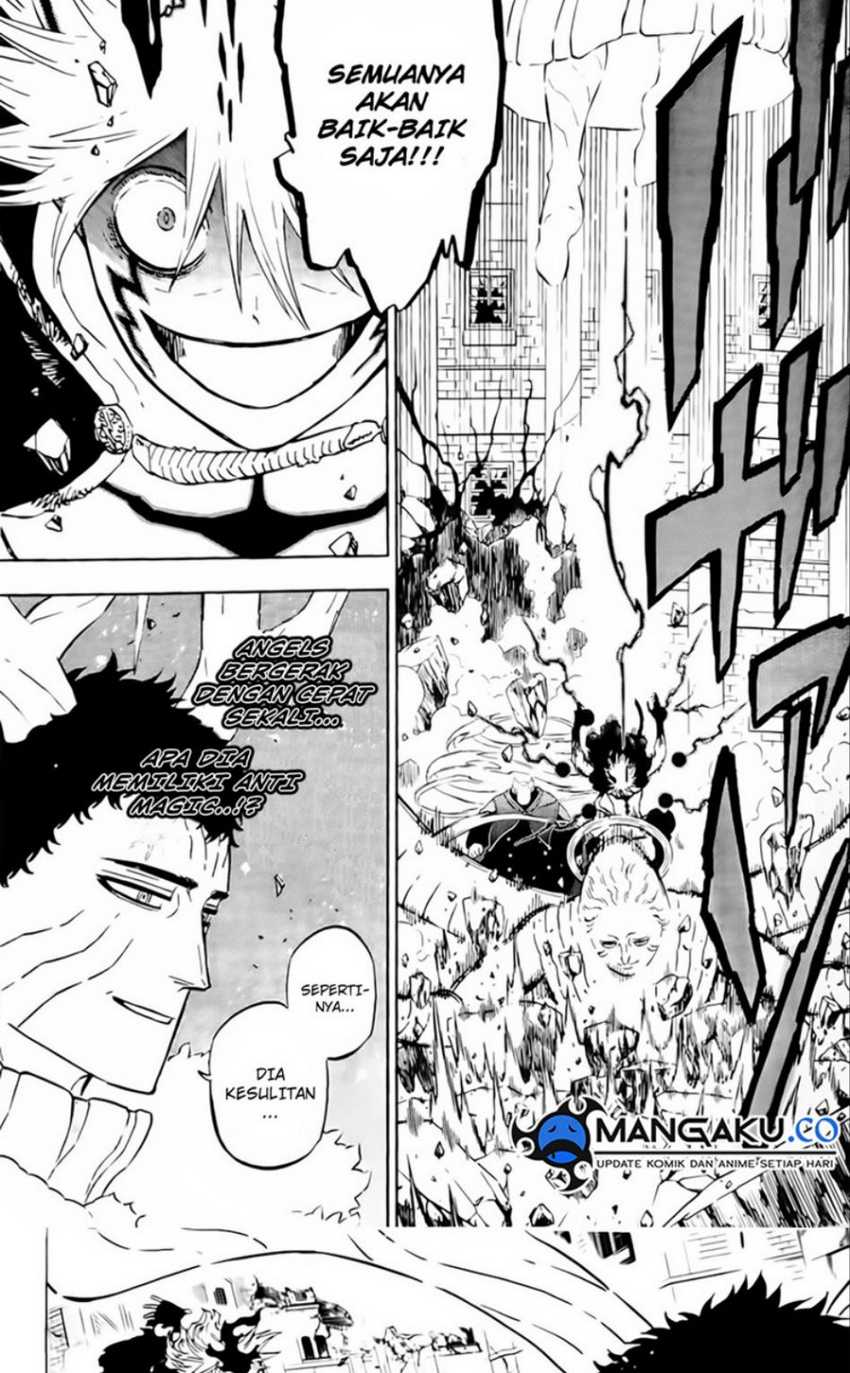 SEMUANYA
AKAN
BAIK-BAIK
SAJA!!!
ANGELS
BERGERAK
DENGAN CEPAT
SEKALI...
APA DIA
MEMILIKI ANTI
MAGIC..!?
SEPERTI-
NYA...
DIA
KESULITAN
...
MANGAKU.CO
UPDATE KOMIK DAN ANIME SETIAP HARI